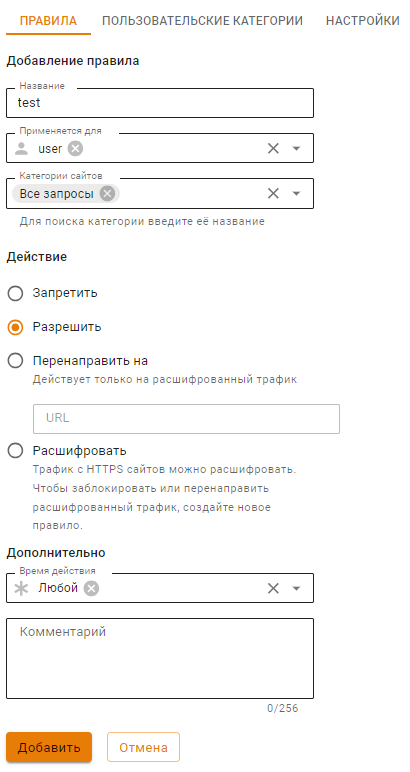 ПРАВИЛА ПОЛЬЗОВАТЕЛЬСКИЕ КАТЕГОРИИ НАСТРОЙКИ
Добавление правила
Название
test
Применяется для
user
Категории сайтов
Все запросы
Для поиска категории введите её название
Действие
Запретить
Разрешить
Перенаправить на
Действует только на расшифрованный трафик
URL
Расшифровать
Трафик с HTTPS сайтов можно расшифровать.
Чтобы заблокировать или перенаправить
расшифрованный трафик, создайте новое
правило.
Дополнительно
Время действия
Любой
Комментарий
0/256
Добавить Отмена